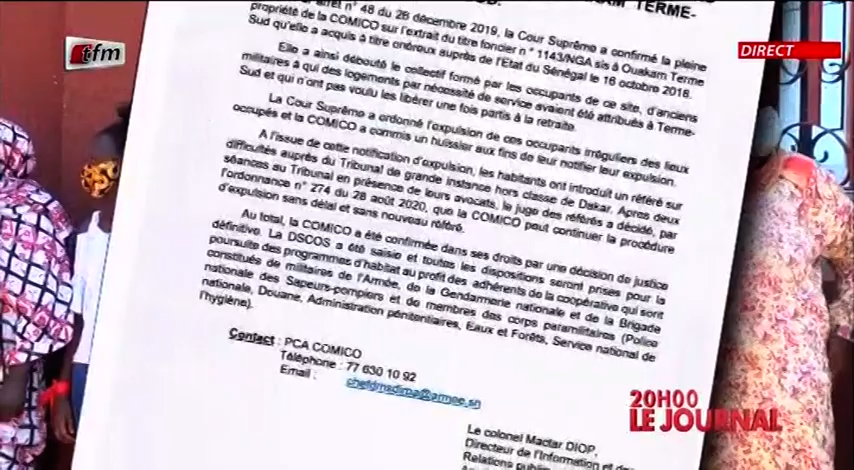 tfm
DIRECT
TERME-
arrêt n° 48 du 26 décembre 2019, la Cour Suprême a confirmé la pleine
propriété de la COMICO sur l'extrait du titre foncier n° 1143/NGA sis à Ouakam Terme
Sud qu'elle a acquis à titre onéreux auprès de l'Etat du Sénégal le 16 octobre 2018.
Elle a ainsi débouté le collectif formé par les occupants de ce site, d'anciens
militaires à qui des logements par nécessité de service avaient été attribués à Terme-
Sud et qui n'ont pas voulu les libérer une fois partis à la retraite.
La Cour Suprême a ordonné l'expulsion de ces occupants irréguliers des lieux
occupés et la COMICO a commis un huissier aux fins de leur notifier leur expulsion.
A l'issue de cette notification d'expulsion, les habitants ont introduit un référé sur
difficultés auprès du Tribunal de grande instance hors classe de Dakar. Après deux
séances au Tribunal en présence de leurs avocats, le juge des référés a décidé, par
l'ordonnance n° 274 du 28 août 2020, que la COMICO peut continuer la procédure
d'expulsion sans délai et sans nouveau référé.
Au total, la COMICO a été confirmée dans ses droits par une décision de justice
définitive. La DSCOS a été saisie et toutes les dispositions seront prises pour la
poursuite des programmes d'habitat au profit des adhérents de la coopérative qui sont
constitués de militaires de l'Armée, de la Gendarmerie nationale et de la Brigade
nationale des Sapeurs-pompiers et de membres des corps paramilitaires (Police
nationale, Douane, Administration pénitentiaires, Eaux et Forêts, Service national de
l'hygiène).
Contact : PCA COMICO
Téléphone : 77 630 10 92
Email :
20H00
LE JOURNAL
Le colonel Mactar DIOP,
Directeur de l'Information et des
Relations